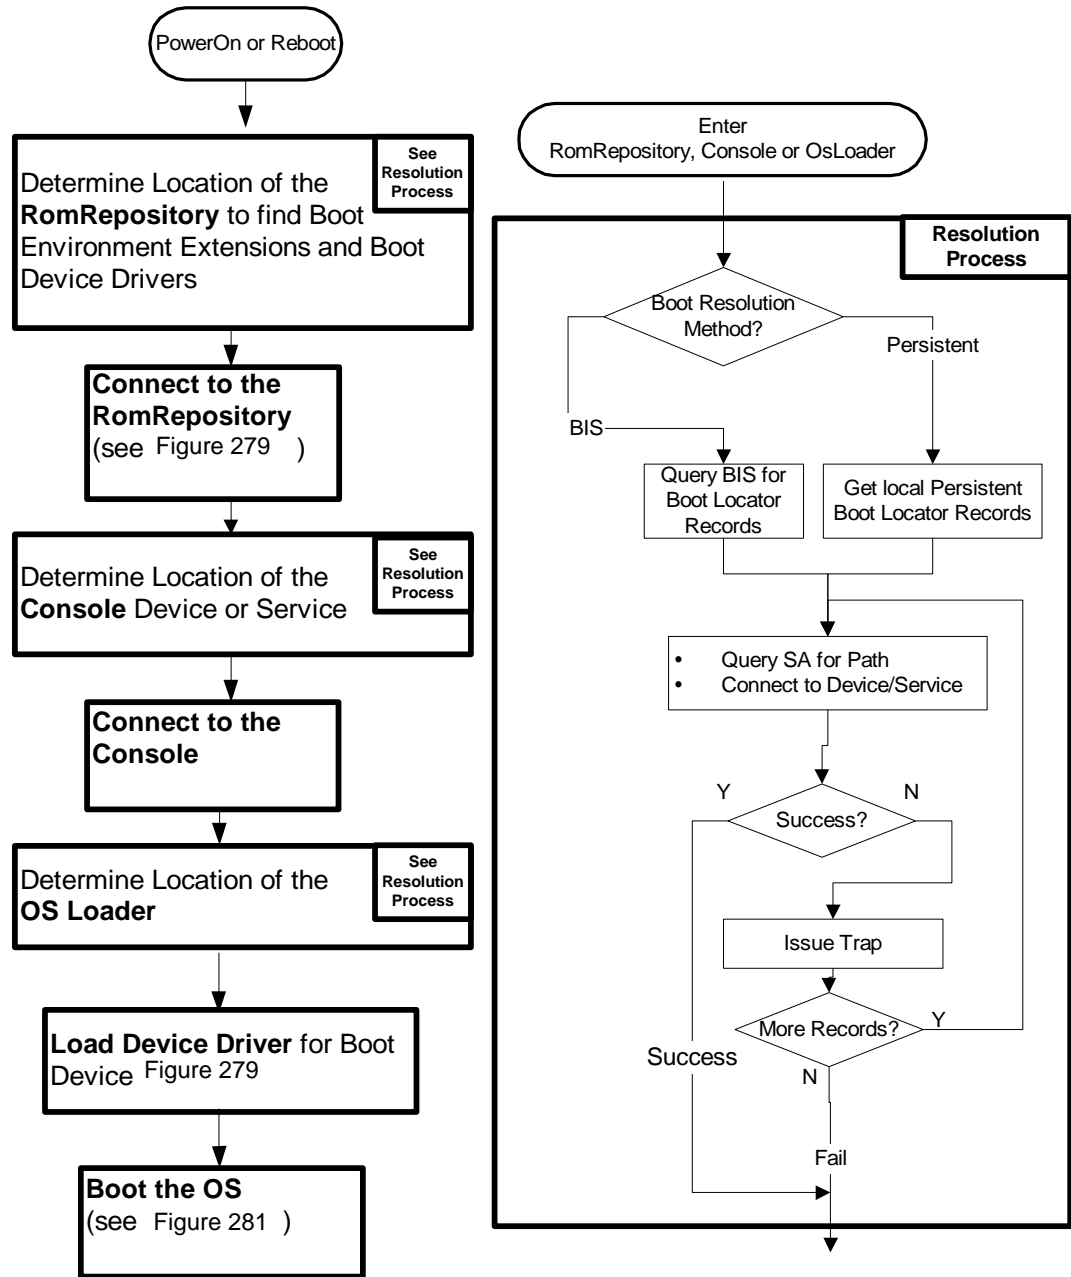 PowerOn or Reboot
See
Resolution
Process
Determine Location of the
RomRepository to find Boot
Environment Extensions and Boot
Device Drivers
Connect to the
RomRepository
(see Figure 279 )
See
Resolution
Process
Determine Location of the
Console Device or Service
Connect to the
Console
See
Resolution
Process
Determine Location of the
OS Loader
Load Device Driver for Boot
Device Figure 279
Boot the OS
(see Figure 281 )
Enter
RomRepository, Console or OsLoader
Resolution
Process
Boot Resolution
Method?
Persistent
BIS
Query BIS for
Boot Locator
Records
Get local Persistent
Boot Locator Records
• Query SA for Path
• Connect to Device/Service
Y
N
Success?
Issue Trap
More Records?
Y
Success
N
Fail